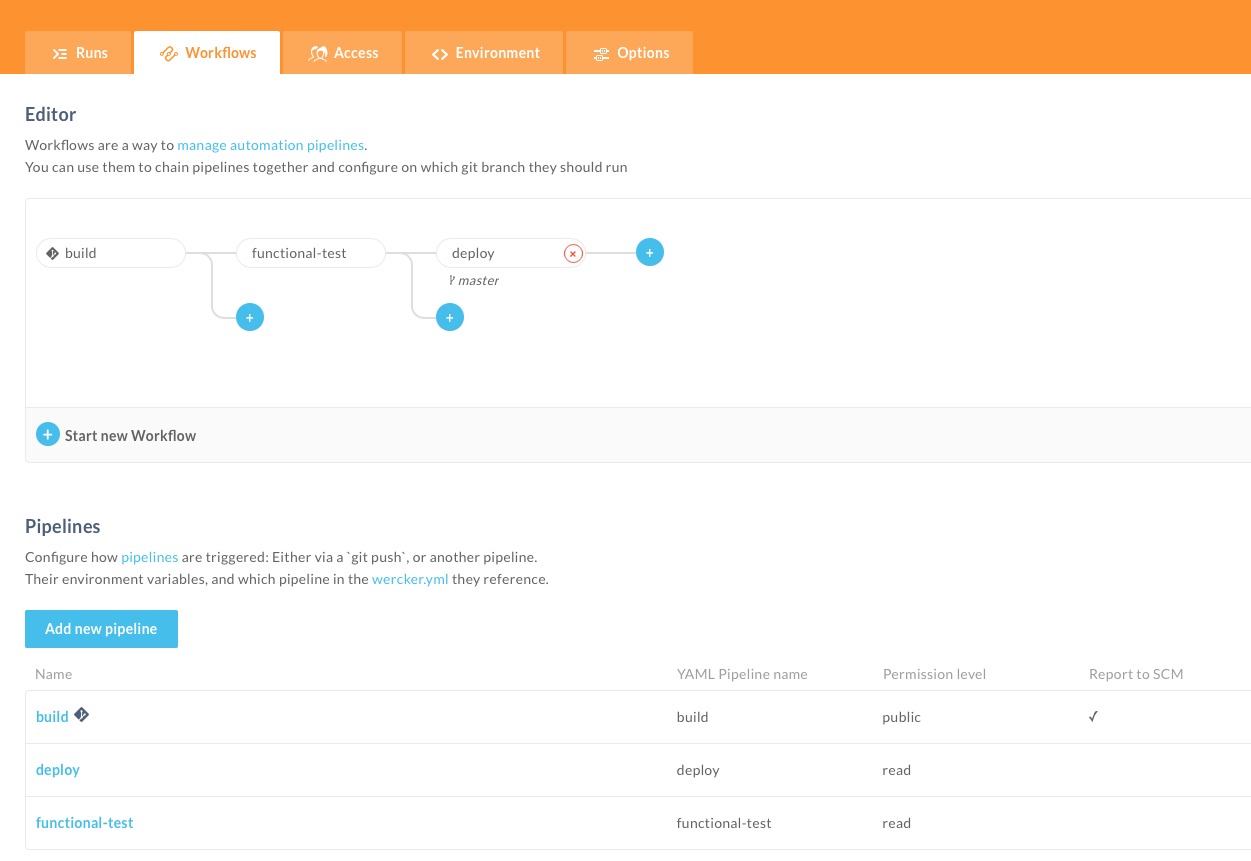 Runs Workflows Access Environment Options
Editor
Workflows are a way to manage automation pipelines.
You can use them to chain pipelines together and configure on which git branch they should run
build functional-test deploy
master
Start new Workflow
Pipelines
Configure how pipelines are triggered: Either via a `git push`, or another pipeline.
Their environment variables, and which pipeline in the wercker.yml they reference.
Add new pipeline
Name YAML Pipeline name Permission level Report to SCM
build build public ✓
deploy deploy read
functional-test functional-test read